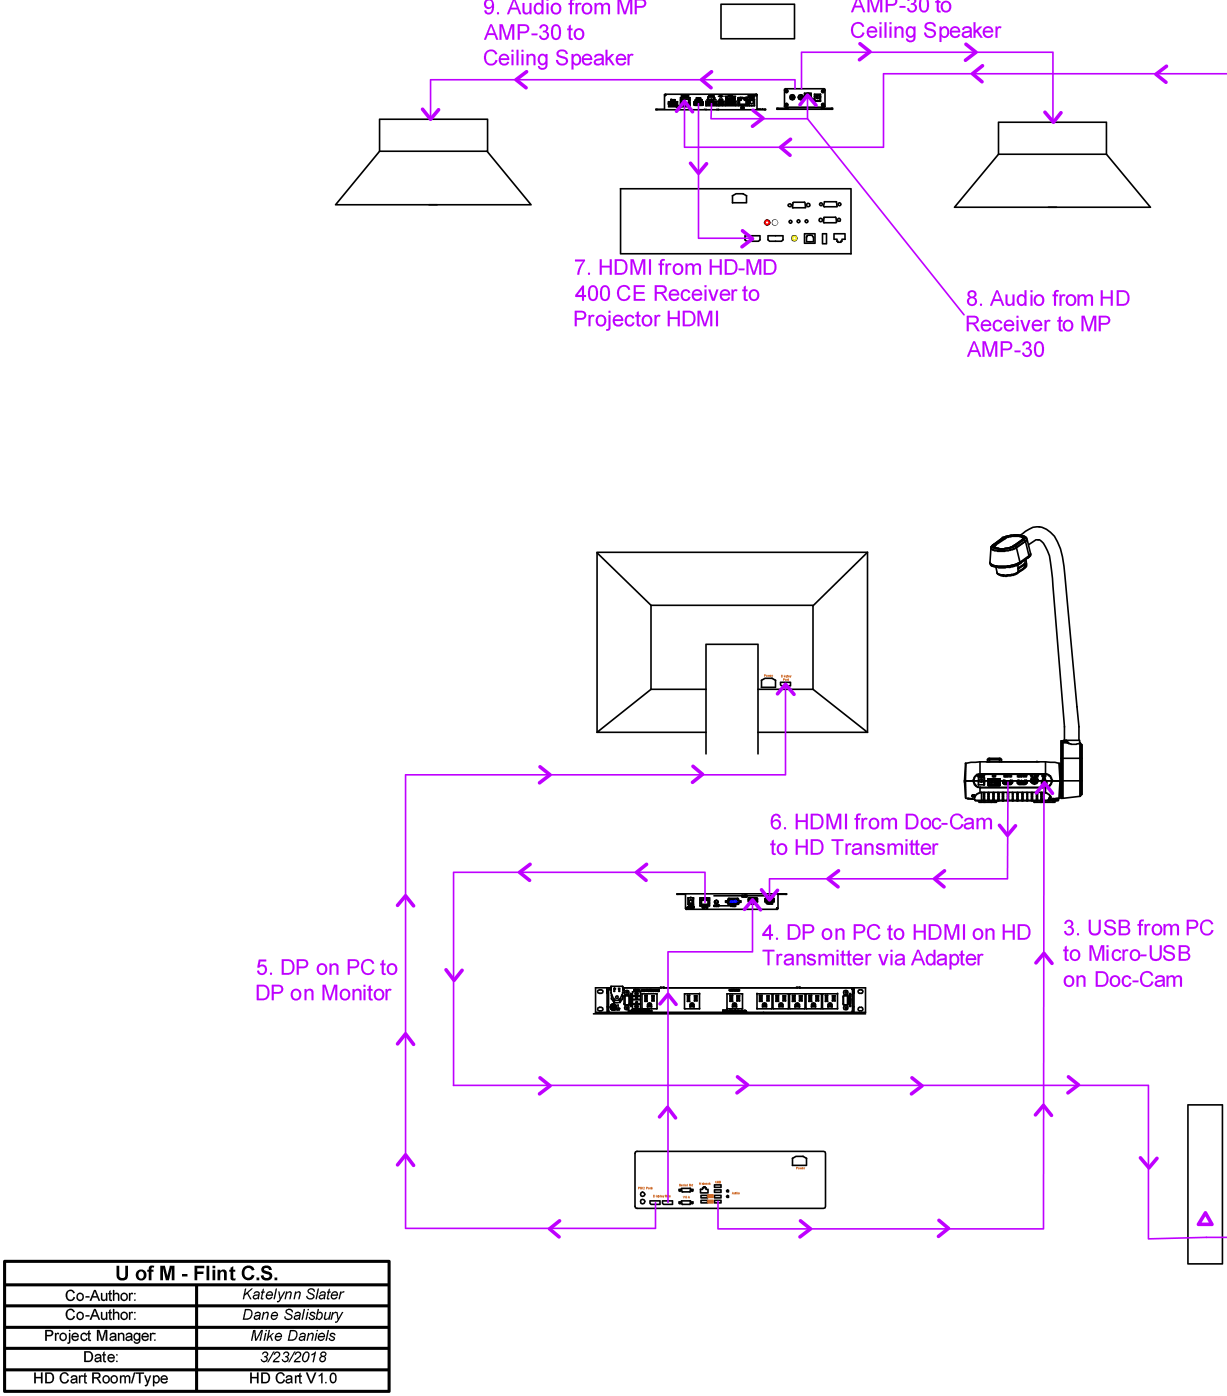 9. Audio from MP
AMP-30 to
Ceiling Speaker
AMP-30 to
Ceiling Speaker
7. HDMI from HD-MD
400 CE Receiver to
Projector HDMI
8. Audio from HD
Receiver to MP
AMP-30
6. HDMI from Doc-Cam
to HD Transmitter
4. DP on PC to HDMI on HD
Transmitter via Adapter
3. USB from PC
to Micro-USB
on Doc-Cam
5. DP on PC to
DP on Monitor
Power
U of M - Flint C.S.
Co-Author: Katelynn Slater
Co-Author: Dane Salisbury
Project Manager: Mike Daniels
Date: 3/23/2018
HD Cart Room/Type HD Cart V1.0